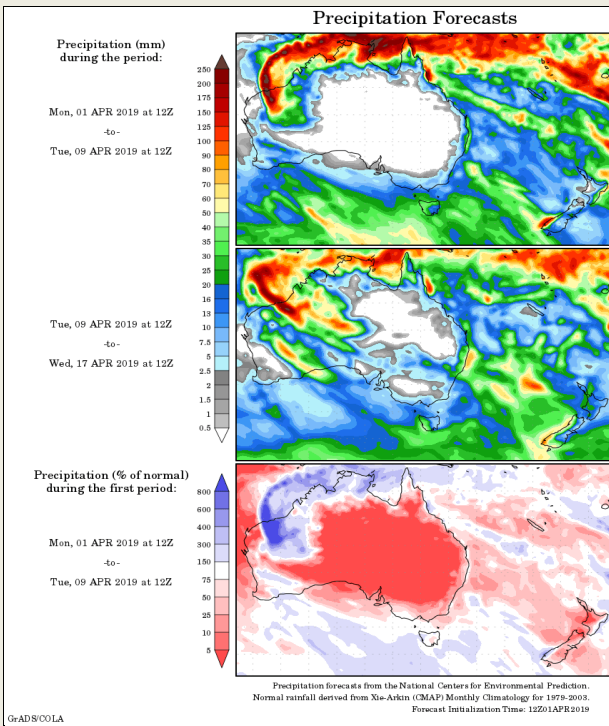 Precipitation Forecasts
Precipitation (mm)
during the period:
Mon, 01 APR 2019 at 12Z
-to-
Tue, 09 APR 2019 at 12Z
250
200
175
150
125
100
90
80
70
60
50
40
35
30
25
20
16
13
10
7.5
5
2.5
2
1.5
1
0.5
Tue, 09 APR 2019 at 12Z
-to-
Wed, 17 APR 2019 at 12Z
Precipitation (% of normal)
during the first period:
Mon, 01 APR 2019 at 12Z
-to-
Tue, 09 APR 2019 at 12Z
800
600
400
300
150
75
50
25
10
5
Precipitation forecasts from the National Centers for Environmental Prediction.
Normal rainfall derived from Xie-Arkin (CMAP) Monthly Climatology for 1979-2003.
Forecast Initialization Time: 12Z01APR2019
GrADS/COLA